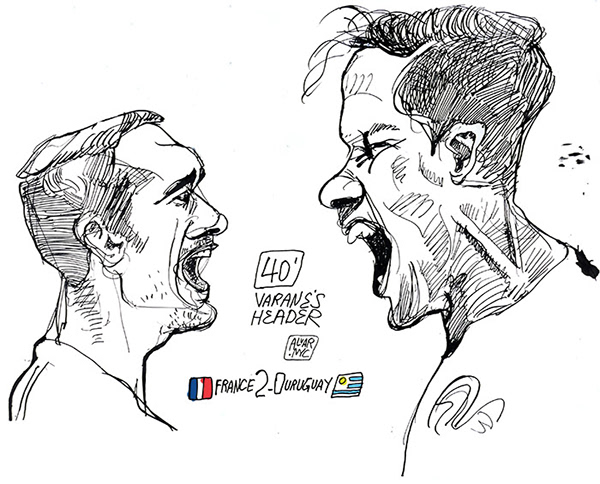 40'
VARANE'S
HEADER
ALVAR
.NYC
FRANCE 2-0 URUGUAY